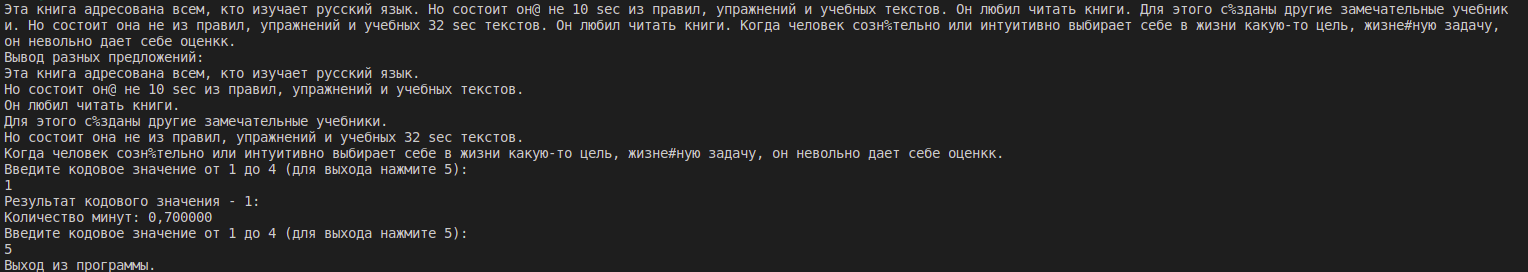 Эта книга адресована всем, кто изучает русский язык. Но состоит он@ не 10 sec из правил, упражнений и учебных текстов. Он любил читать книги. Для этого с%зданы другие замечательные учебник
и. Но состоит она не из правил, упражнений и учебных 32 sec текстов. Он любил читать книги. Когда человек созн%тельно или интуитивно выбирает себе в жизни какую-то цель, жизне#ную задачу,
он невольно дает себе оценкк.
Вывод разных предложений:
Эта книга адресована всем, кто изучает русский язык.
Но состоит он@ не 10 sec из правил, упражнений и учебных текстов.
Он любил читать книги.
Для этого с%зданы другие замечательные учебники.
Но состоит она не из правил, упражнений и учебных 32 sec текстов.
Когда человек созн%тельно или интуитивно выбирает себе в жизни какую-то цель, жизне#ную задачу, он невольно дает себе оценкк.
Введите кодовое значение от 1 до 4 (для выхода нажмите 5):
1
Результат кодового значения - 1:
Количество минут: 0,700000
Введите кодовое значение от 1 до 4 (для выхода нажмите 5):
5
Выход из программы.